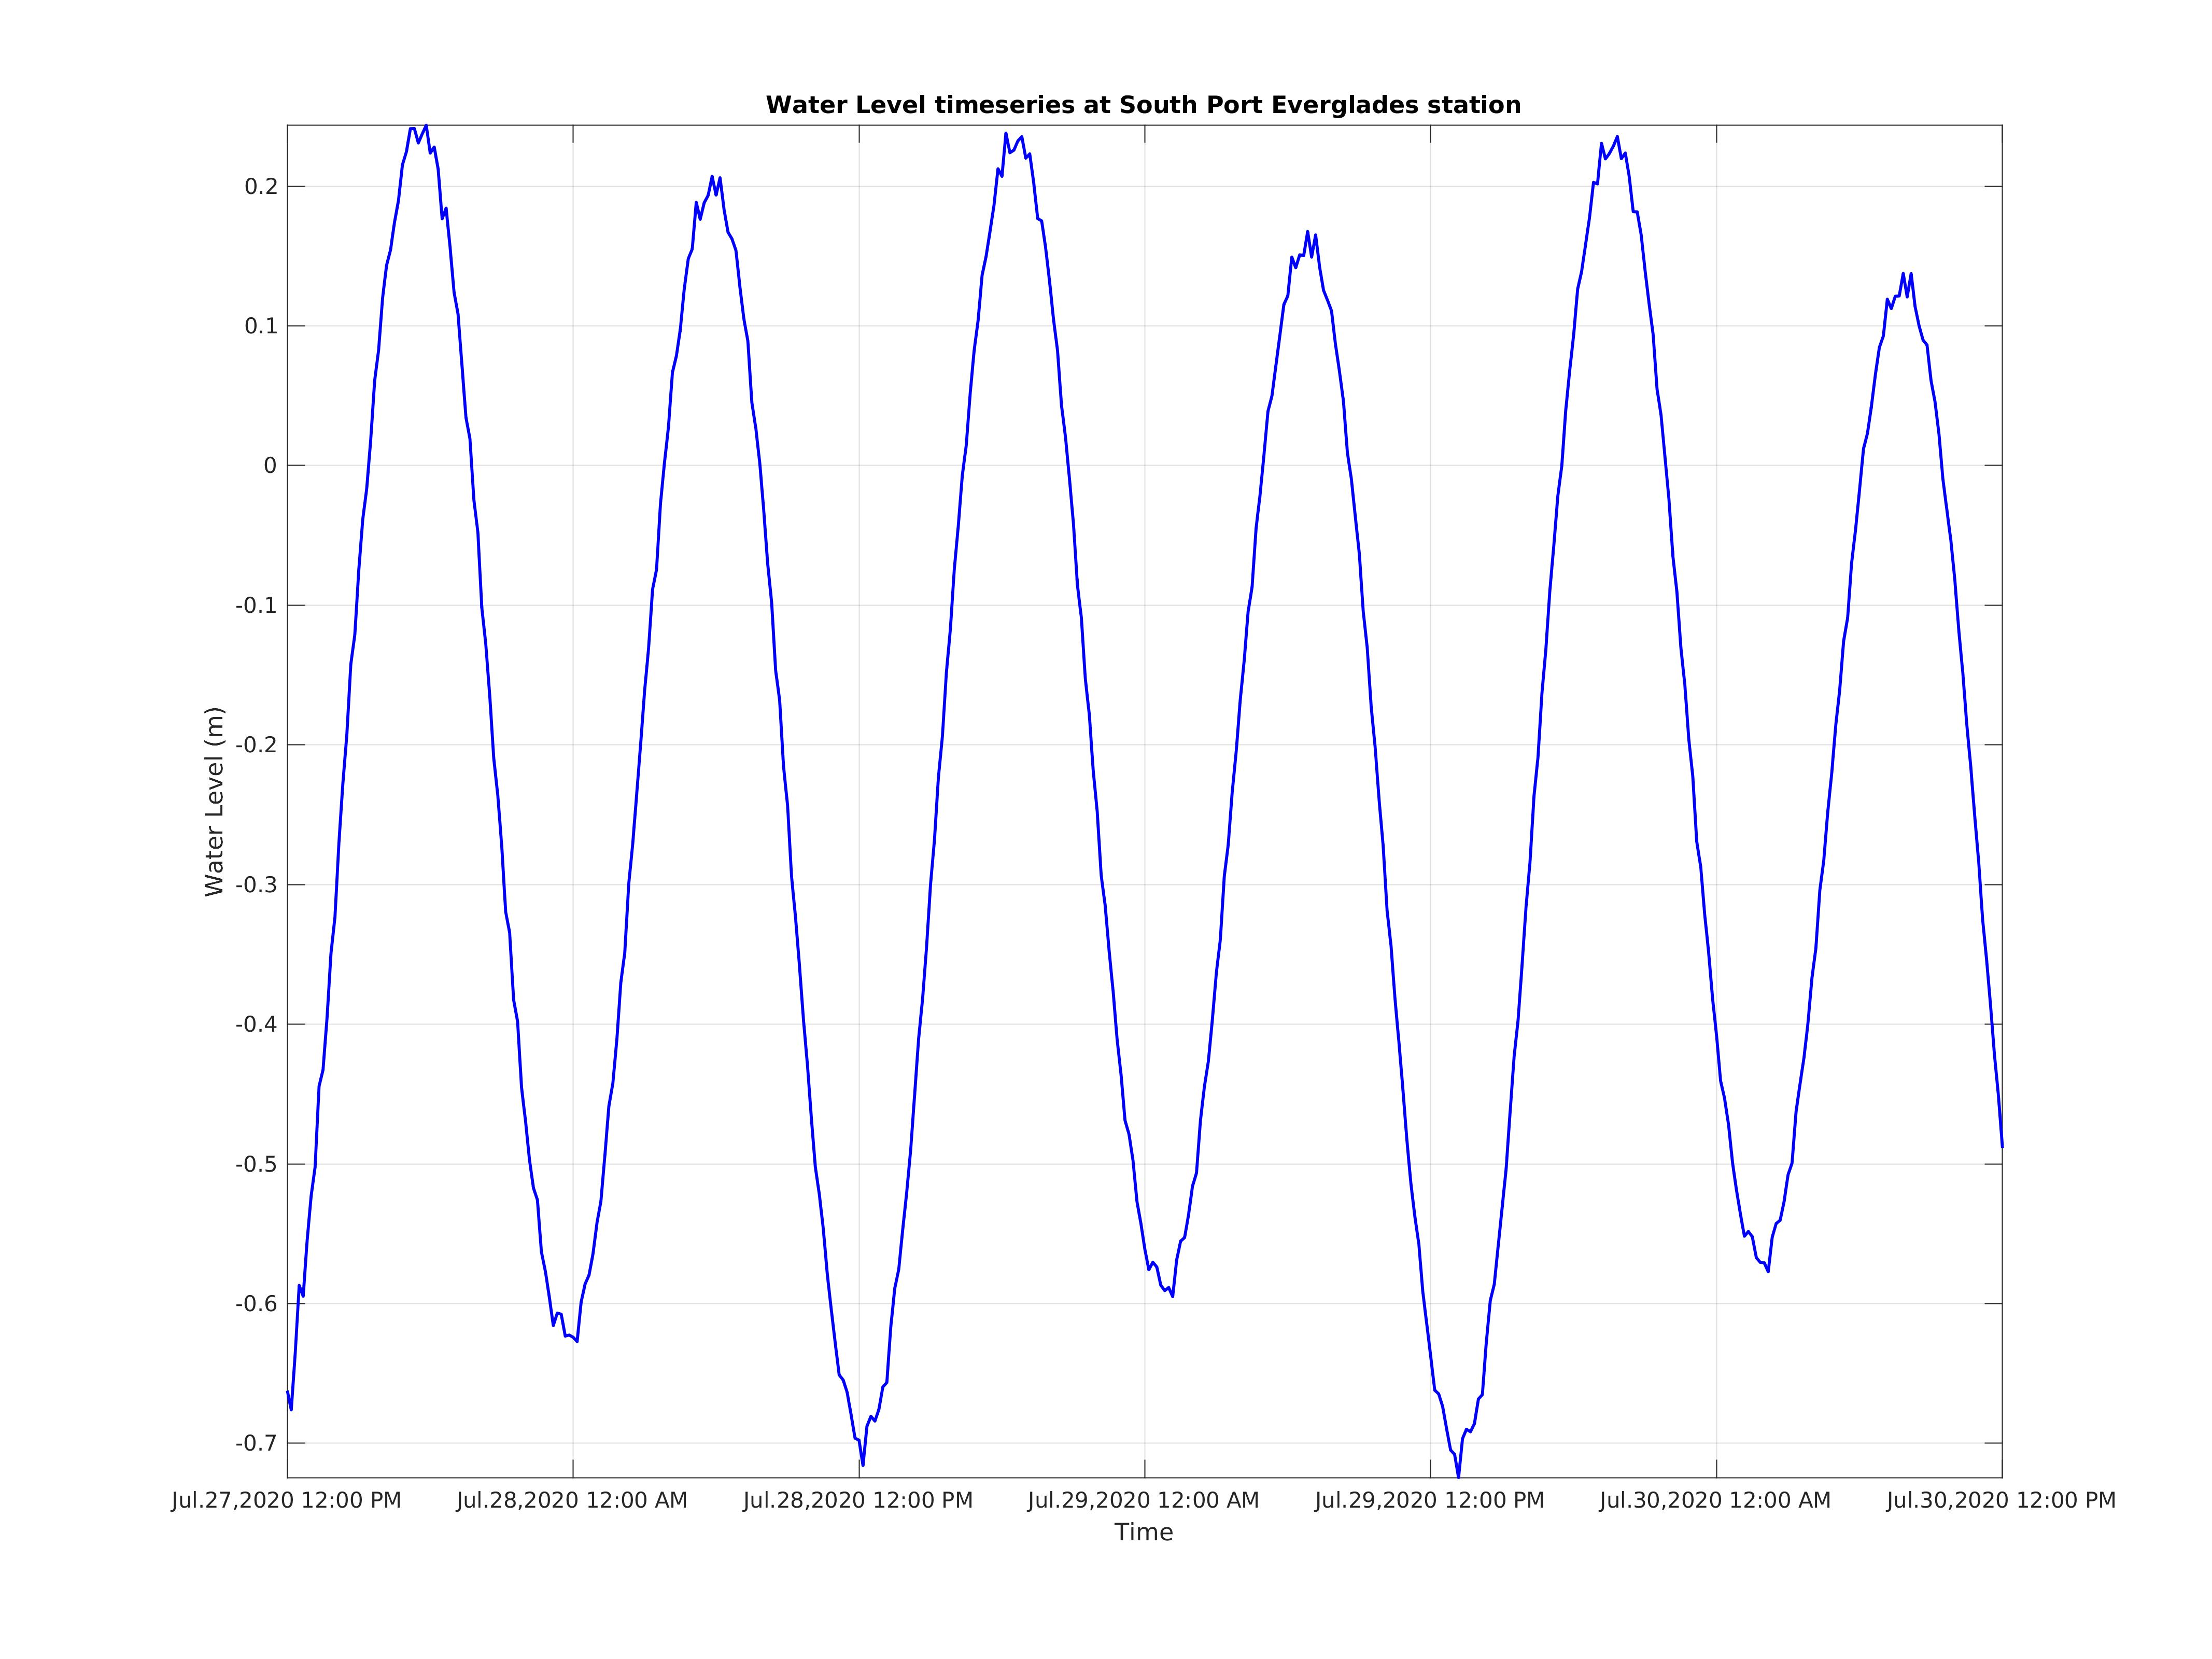 Water Level timeseries at South Port Everglades station
0.2
0.1
0
-0.1
-0.2
-0.3
-0.4
-0.5
-0.6
-0.7
Water Level (m)
Jul.27,2020 12:00 PM
Jul.28,2020 12:00 AM
Jul.28,2020 12:00 PM
Jul.29,2020 12:00 AM
Jul.29,2020 12:00 PM
Jul.30,2020 12:00 AM
Jul.30,2020 12:00 PM
Time